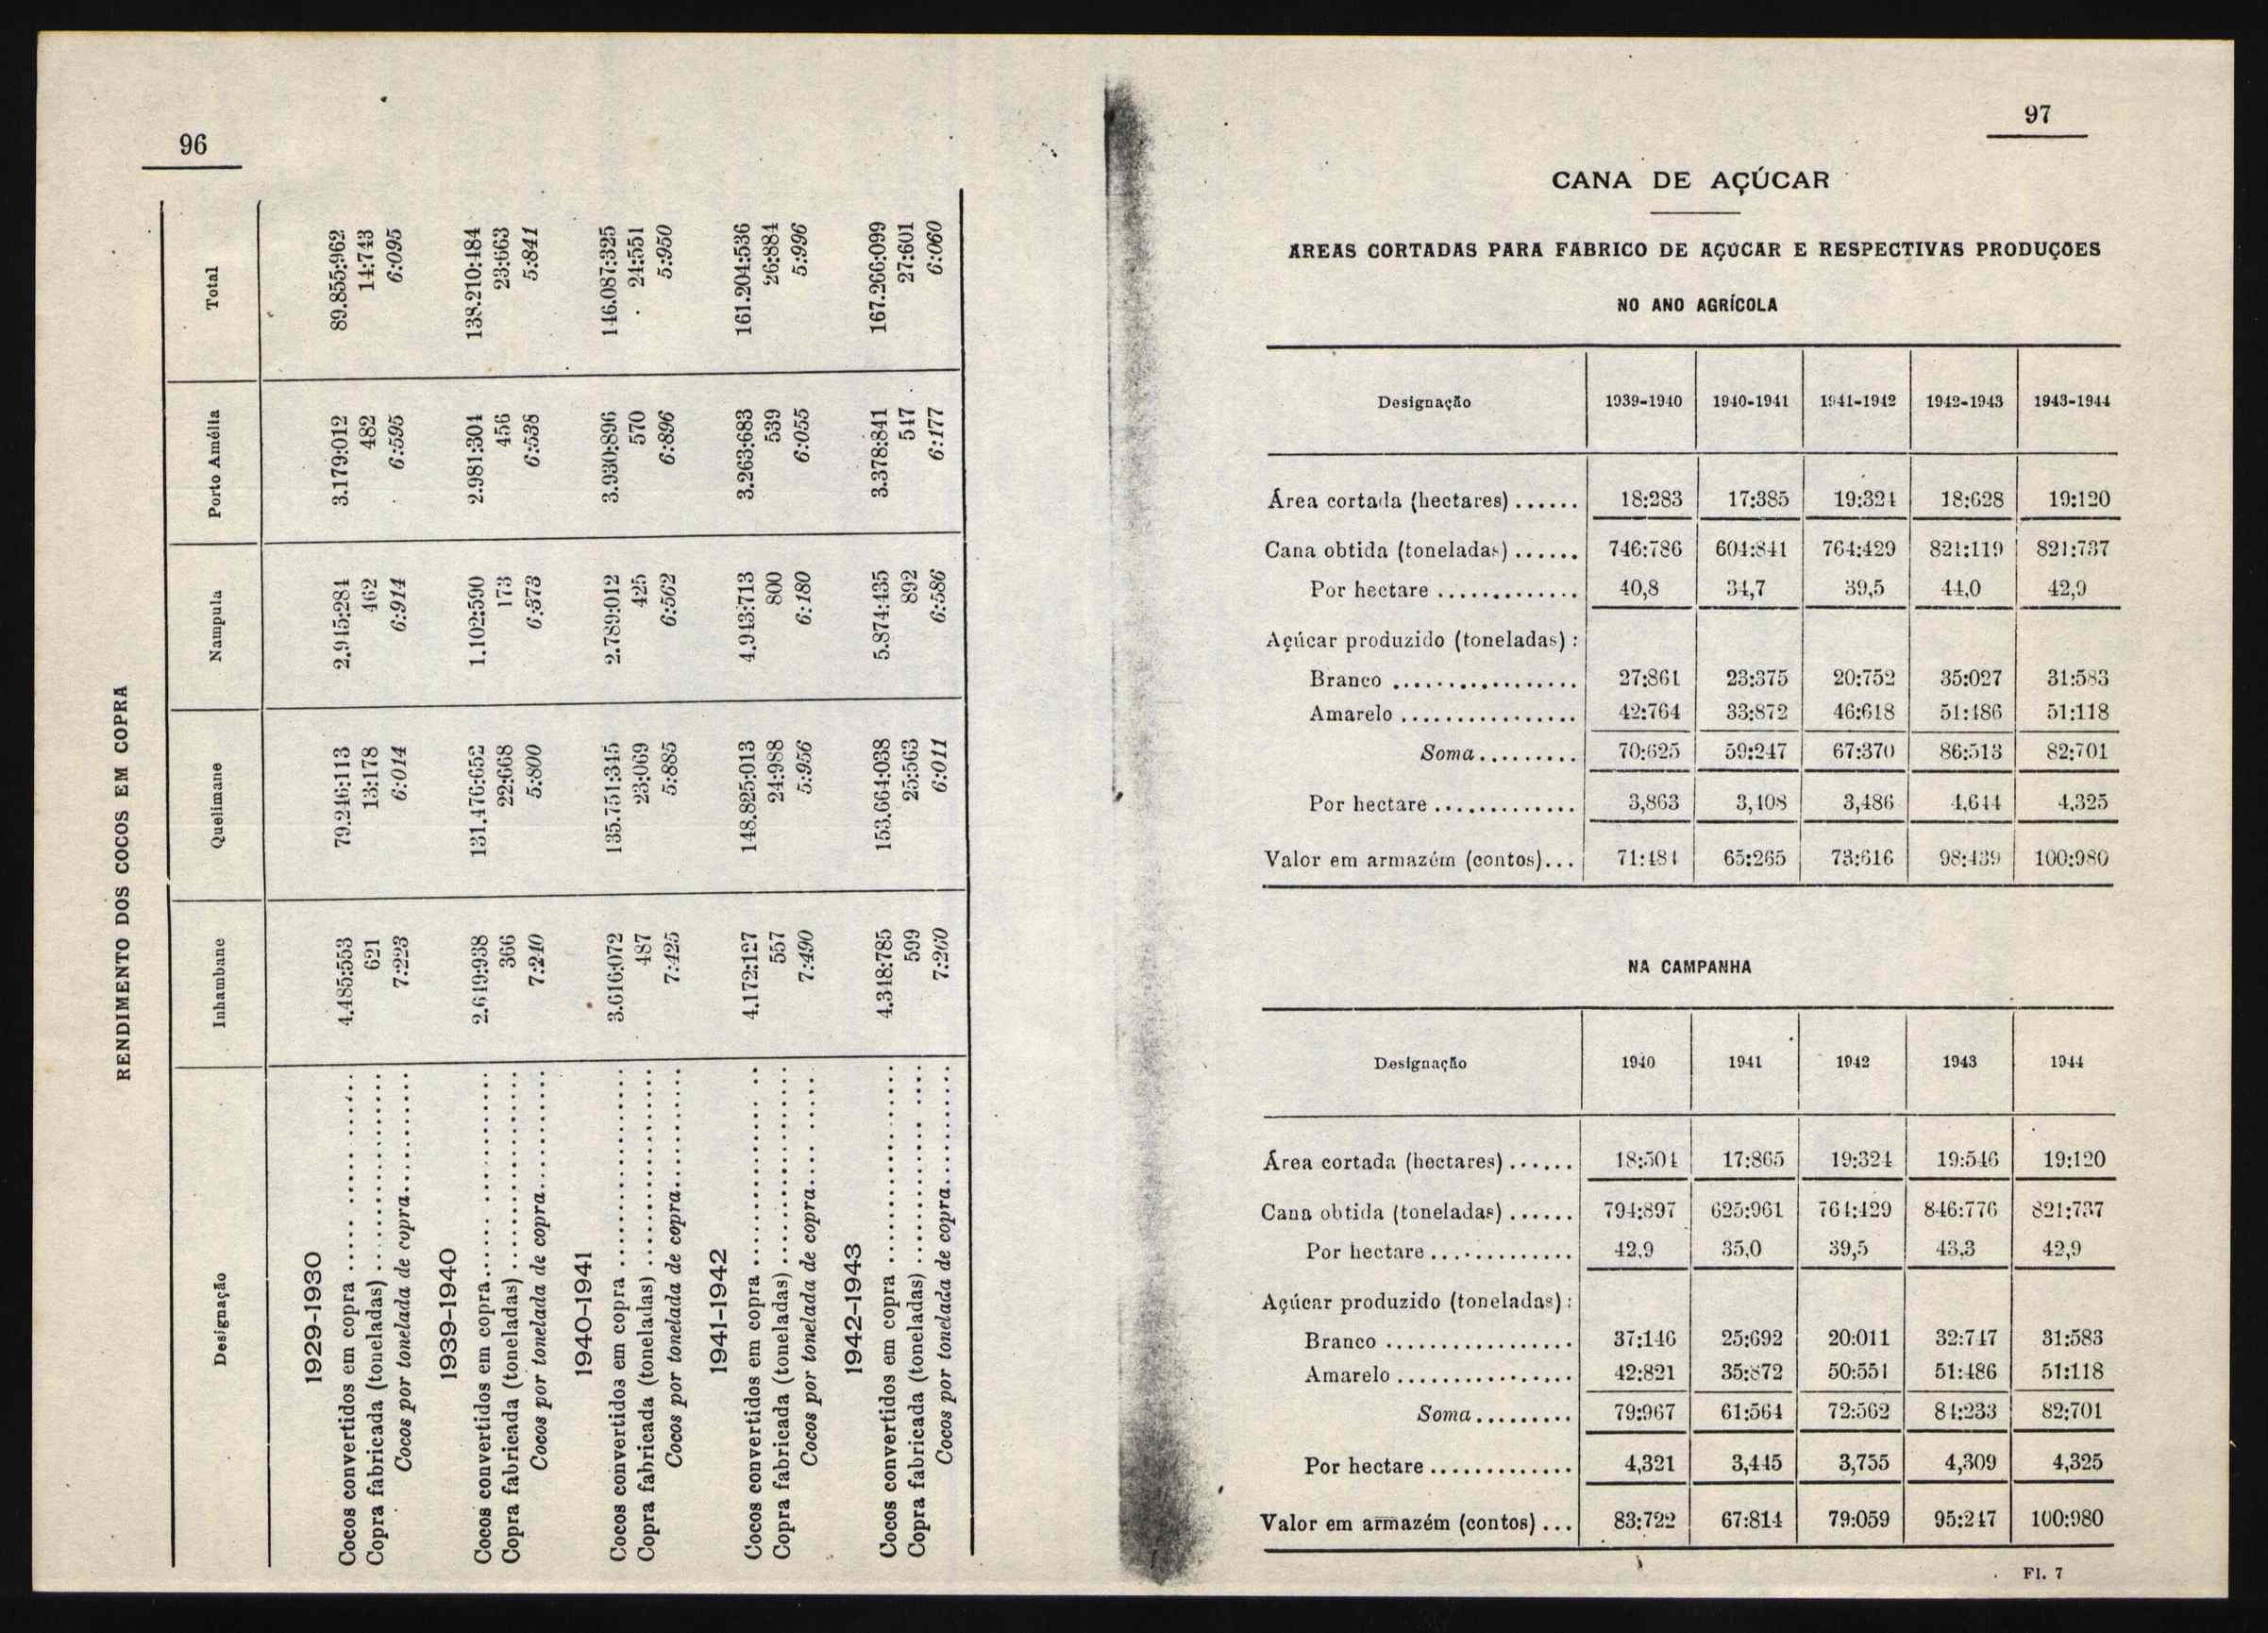 96
RENDIMENTO DOS COCOS EM COPRA
Designação Inhambane Quelimane Nampula Porto Amélia Total
1929-1930
Cocos convertidos em copra 4.485:553 79.246:113 2.945:284 3.179:012 89.855:962
Copra fabricada (toneladas) 621 13:178 462 482 14:743
Cocos por tonelada de copra 7:223 6:014 6:914 6:595 6:095
1939-1940
Cocos convertidos em copra 2.619:938 131.476:652 1.102:590 2.981:304 138.210:484
Copra fabricada (toneladas) 366 22:668 173 456 23:663
Cocos por tonelada de copra 7:240 5:800 6:373 6:538 5:841
1940-1941
Cocos convertidos em copra 3.616:072 135.751:345 2.789:012 3.930:896 146.087:325
Copra fabricada (toneladas) 487 23:069 425 570 24:551
Cocos por tonelada de copra 7:425 5:885 6:562 6:896 5:950
1941-1942
Cocos convertidos em copra 4.172:127 148.825:013 4.943:713 3.263:683 161.204:536
Copra fabricada (toneladas) 557 24:988 800 539 26:884
Cocos por tonelada de copra 7:490 5:956 6:180 6:055 5:996
1942-1943
Cocos convertidos em copra 4.348:785 153.664:038 5.874:435 3.378:841 167.266:099
Copra fabricada (toneladas) 599 25:563 892 547 27:601
Cocos por tonelada de copra 7:260 6:011 6:586 6:177 6:060
97
CANA DE AÇÚCAR
ÁREAS CORTADAS PARA FABRICO DE AÇÚCAR E RESPECTIVAS PRODUÇÕES
NO ANO AGRÍCOLA
Designação 1939-1940 1940-1941 1941-1942 1942-1943 1943-1944
Área cortada (hectares) 18:283 17:385 19:324 18:628 19:120
Cana obtida (toneladas) 746:786 604:841 764:429 821:119 821:737
Por hectare 40,8 34,7 39,5 44,0 42,9
Açúcar produzido (toneladas):
Branco 27:861 23:375 20:752 35:027 31:583
Amarelo 42:764 33:872 46:618 51:486 51:118
Soma 70:625 59:247 67:370 86:513 82:701
Por hectare 3,863 3,408 3,486 4,644 4,325
Valor em armazém (contos) 71:484 65:265 73:616 98:439 100:980
NA CAMPANHA
Designação 1940 1941 1942 1943 1944
Área cortada (hectares) 18:504 17:865 19:324 19:546 19:120
Cana obtida (toneladas) 794:897 625:961 764:429 846:776 821:737
Por hectare 42,9 35,0 39,5 43,3 42,9
Açúcar produzido (toneladas):
Branco 37:146 25:692 20:011 32:747 31:583
Amarelo 42:821 35:872 50:551 51:486 51:118
Soma 79:967 61:564 72:562 84:233 82:701
Por hectare 4,321 3,445 3,755 4,309 4,325
Valor em armazém (contos) 83:722 67:814 79:059 95:247 100:980
Fl. 7